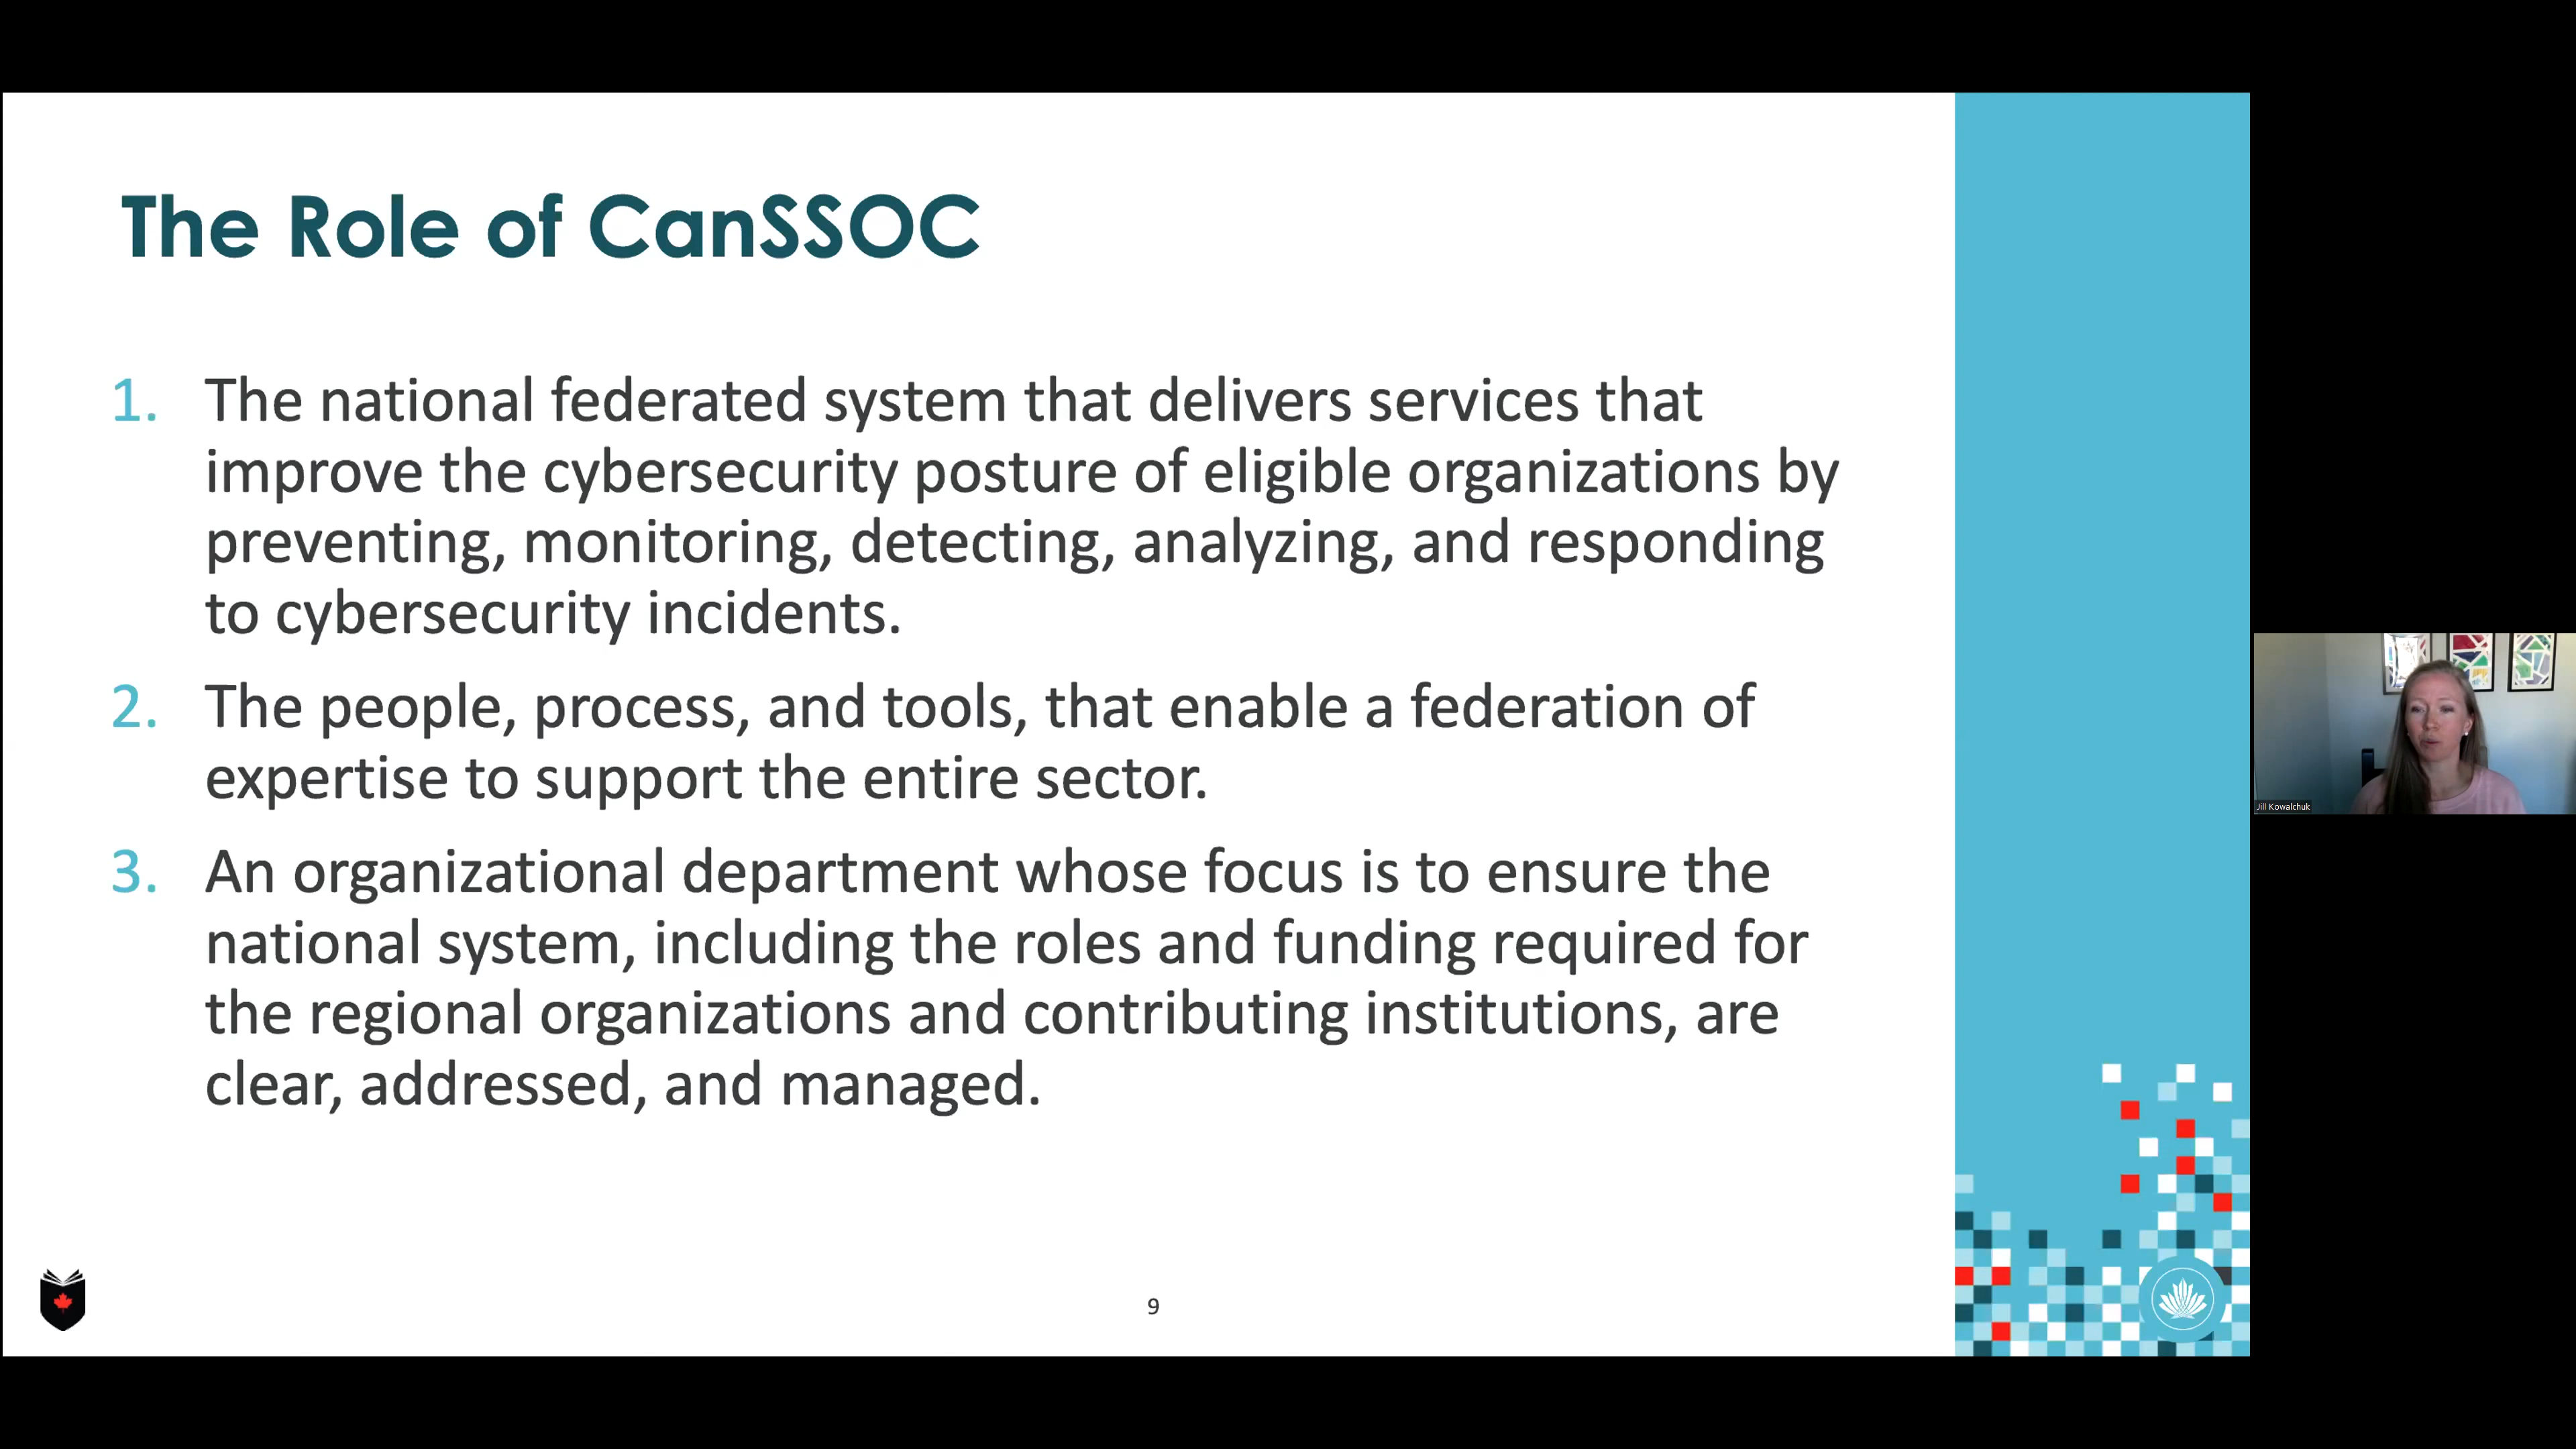 The Role of CanSSOC
1. The national federated system that delivers services that
improve the cybersecurity posture of eligible organizations by
preventing, monitoring, detecting, analyzing, and responding
to cybersecurity incidents.
2. The people, process, and tools, that enable a federation of
expertise to support the entire sector.
3. An organizational department whose focus is to ensure the
national system, including the roles and funding required for
the regional organizations and contributing institutions, are
clear, addressed, and managed.
9
Jill Kowalchuk